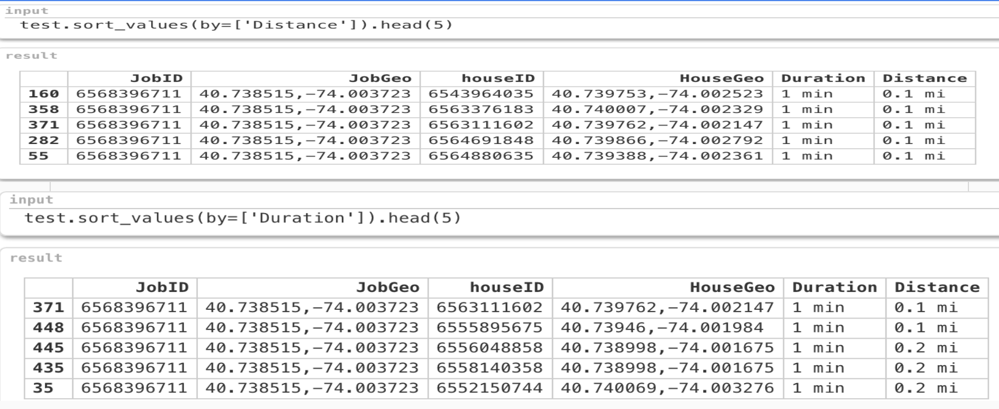 input
test.sort_values(by=['Distance']).head(5)
result
JobID JobGeo houseID HouseGeo Duration Distance
160 6568396711 40.738515,−74.003723 6543964035 40.739753,−74.002523 1 min 0.1 mi
358 6568396711 40.738515,−74.003723 6563376183 40.740007,−74.002329 1 min 0.1 mi
371 6568396711 40.738515,−74.003723 6563111602 40.739762,−74.002147 1 min 0.1 mi
282 6568396711 40.738515,−74.003723 6564691848 40.739866,−74.002792 1 min 0.1 mi
55 6568396711 40.738515,−74.003723 6564880635 40.739388,−74.002361 1 min 0.1 mi
input
test.sort_values(by=['Duration']).head(5)
result
JobID JobGeo houseID HouseGeo Duration Distance
371 6568396711 40.738515,−74.003723 6563111602 40.739762,−74.002147 1 min 0.1 mi
448 6568396711 40.738515,−74.003723 6555895675 40.73946,−74.001984 1 min 0.1 mi
445 6568396711 40.738515,−74.003723 6556048858 40.738998,−74.001675 1 min 0.2 mi
435 6568396711 40.738515,−74.003723 6558140358 40.738998,−74.001675 1 min 0.2 mi
35 6568396711 40.738515,−74.003723 6552150744 40.740069,−74.003276 1 min 0.2 mi